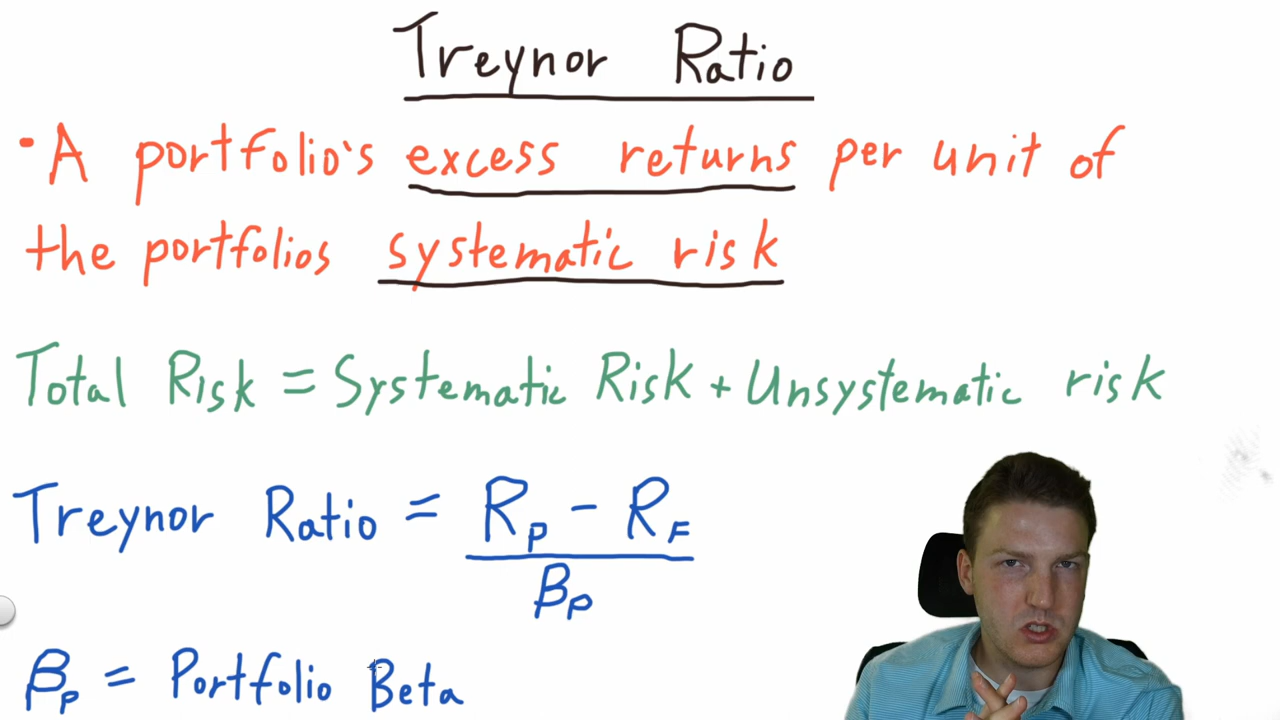 Treynor Ratio
• A portfolio's excess returns per unit of
the portfolios systematic risk
Total Risk = Systematic Risk + Unsystematic risk
Treynor Ratio = RP - RF
βP
βP = Portfolio Beta